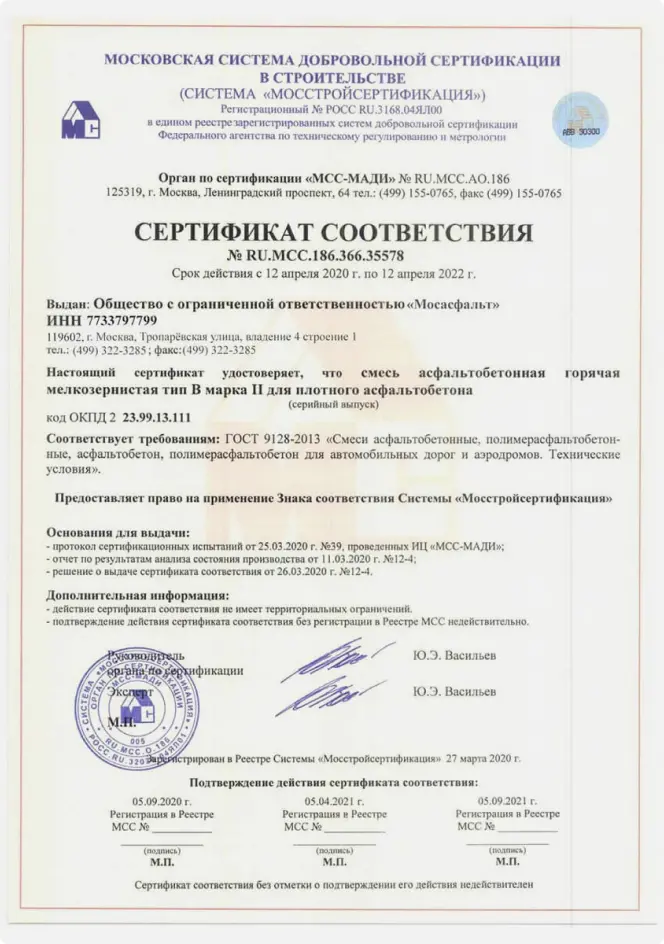 МОСКОВСКАЯ СИСТЕМА ДОБРОВОЛЬНОЙ СЕРТИФИКАЦИИ
В СТРОИТЕЛЬСТВЕ
(СИСТЕМА «МОССТРОЙСЕРТИФИКАЦИЯ»)
Регистрационный № РОСС RU.З168.04ЯЛ00
в едином реестре зарегистрированных систем добровольной сертификации
Федерального агентства по техническому регулированию и метрологии
МС
АВВ 30300
Орган по сертификации «МСС-МАДИ» № RU.МСС.АО.186
125319, г. Москва, Ленинградский проспект, 64 тел.: (499) 155-0765, факс (499) 155-0765
СЕРТИФИКАТ СООТВЕТСТВИЯ
№ RU.МСС.186.366.35578
Срок действия с 12 апреля 2020 г. по 12 апреля 2022 г.
Выдан: Общество с ограниченной ответственностью «Мосасфальт»
ИНН 7733797799
119602, г. Москва, Тропарёвская улица, владение 4 строение 1
тел.: (499) 322-3285; факс:(499) 322-3285
Настоящий сертификат удостоверяет, что смесь асфальтобетонная горячая
мелкозернистая тип В марка II для плотного асфальтобетона
(серийный выпуск)
код ОКПД 2 23.99.13.111
Соответствует требованиям: ГОСТ 9128-2013 «Смеси асфальтобетонные, полимерасфальтобетон-
ные, асфальтобетон, полимерасфальтобетон для автомобильных дорог и аэродромов. Технические
условия».
Предоставляет право на применение Знака соответствия Системы «Мосстройсертификация»
Основания для выдачи:
- протокол сертификационных испытаний от 25.03.2020 г. №39, проведенных ИЦ «МСС-МАДИ»;
- отчет по результатам анализа состояния производства от 11.03.2020 г. №12-4;
- решение о выдаче сертификата соответствия от 26.03.2020 г. №12-4.
Дополнительная информация:
- действие сертификата соответствия не имеет территориальных ограничений.
- подтверждение действия сертификата соответствия без регистрации в Реестре МСС недействительно.
Руководитель
органа по сертификации
Ю.Э. Васильев
Эксперт
Ю.Э. Васильев
М.П.
СИСТЕМА «МОССТРОЙСЕРТИФИКАЦИЯ»
ОРГАН ПО СЕРТИФИКАЦИИ
«МСС-МАДИ»
005
RU.МСС.О.186
Зарегистрирован в Реестре Системы «Мосстройсертификация» 27 марта 2020 г.
Подтверждение действия сертификата соответствия:
05.09.2020 г. 05.04.2021 г. 05.09.2021 г.
Регистрация в Реестре Регистрация в Реестре Регистрация в Реестре
МСС № МСС № МСС №
(подпись) (подпись) (подпись)
М.П. М.П. М.П.
Сертификат соответствия без отметки о подтверждении его действия недействителен